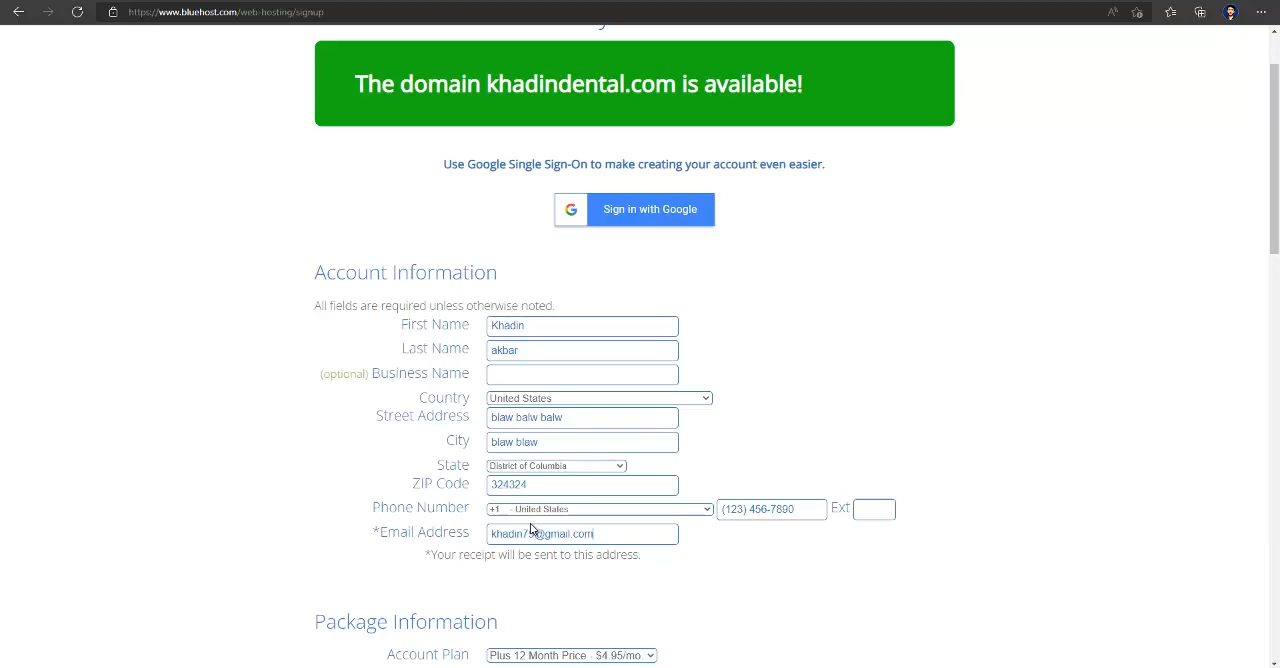 https://www.bluehost.com/web-hosting/signup
The domain khadindental.com is available!
Use Google Single Sign-On to make creating your account even easier.
Sign in with Google
Account Information
All fields are required unless otherwise noted.
First Name Khadin
Last Name akbar
(optional) Business Name
Country United States
Street Address blaw balw balw
City blaw blaw
State District of Columbia
ZIP Code 324324
Phone Number +1 - United States (123) 456-7890 Ext
*Email Address
*Your receipt will be sent to this address.
Package Information
Account Plan Plus 12 Month Price - $4.95/mo